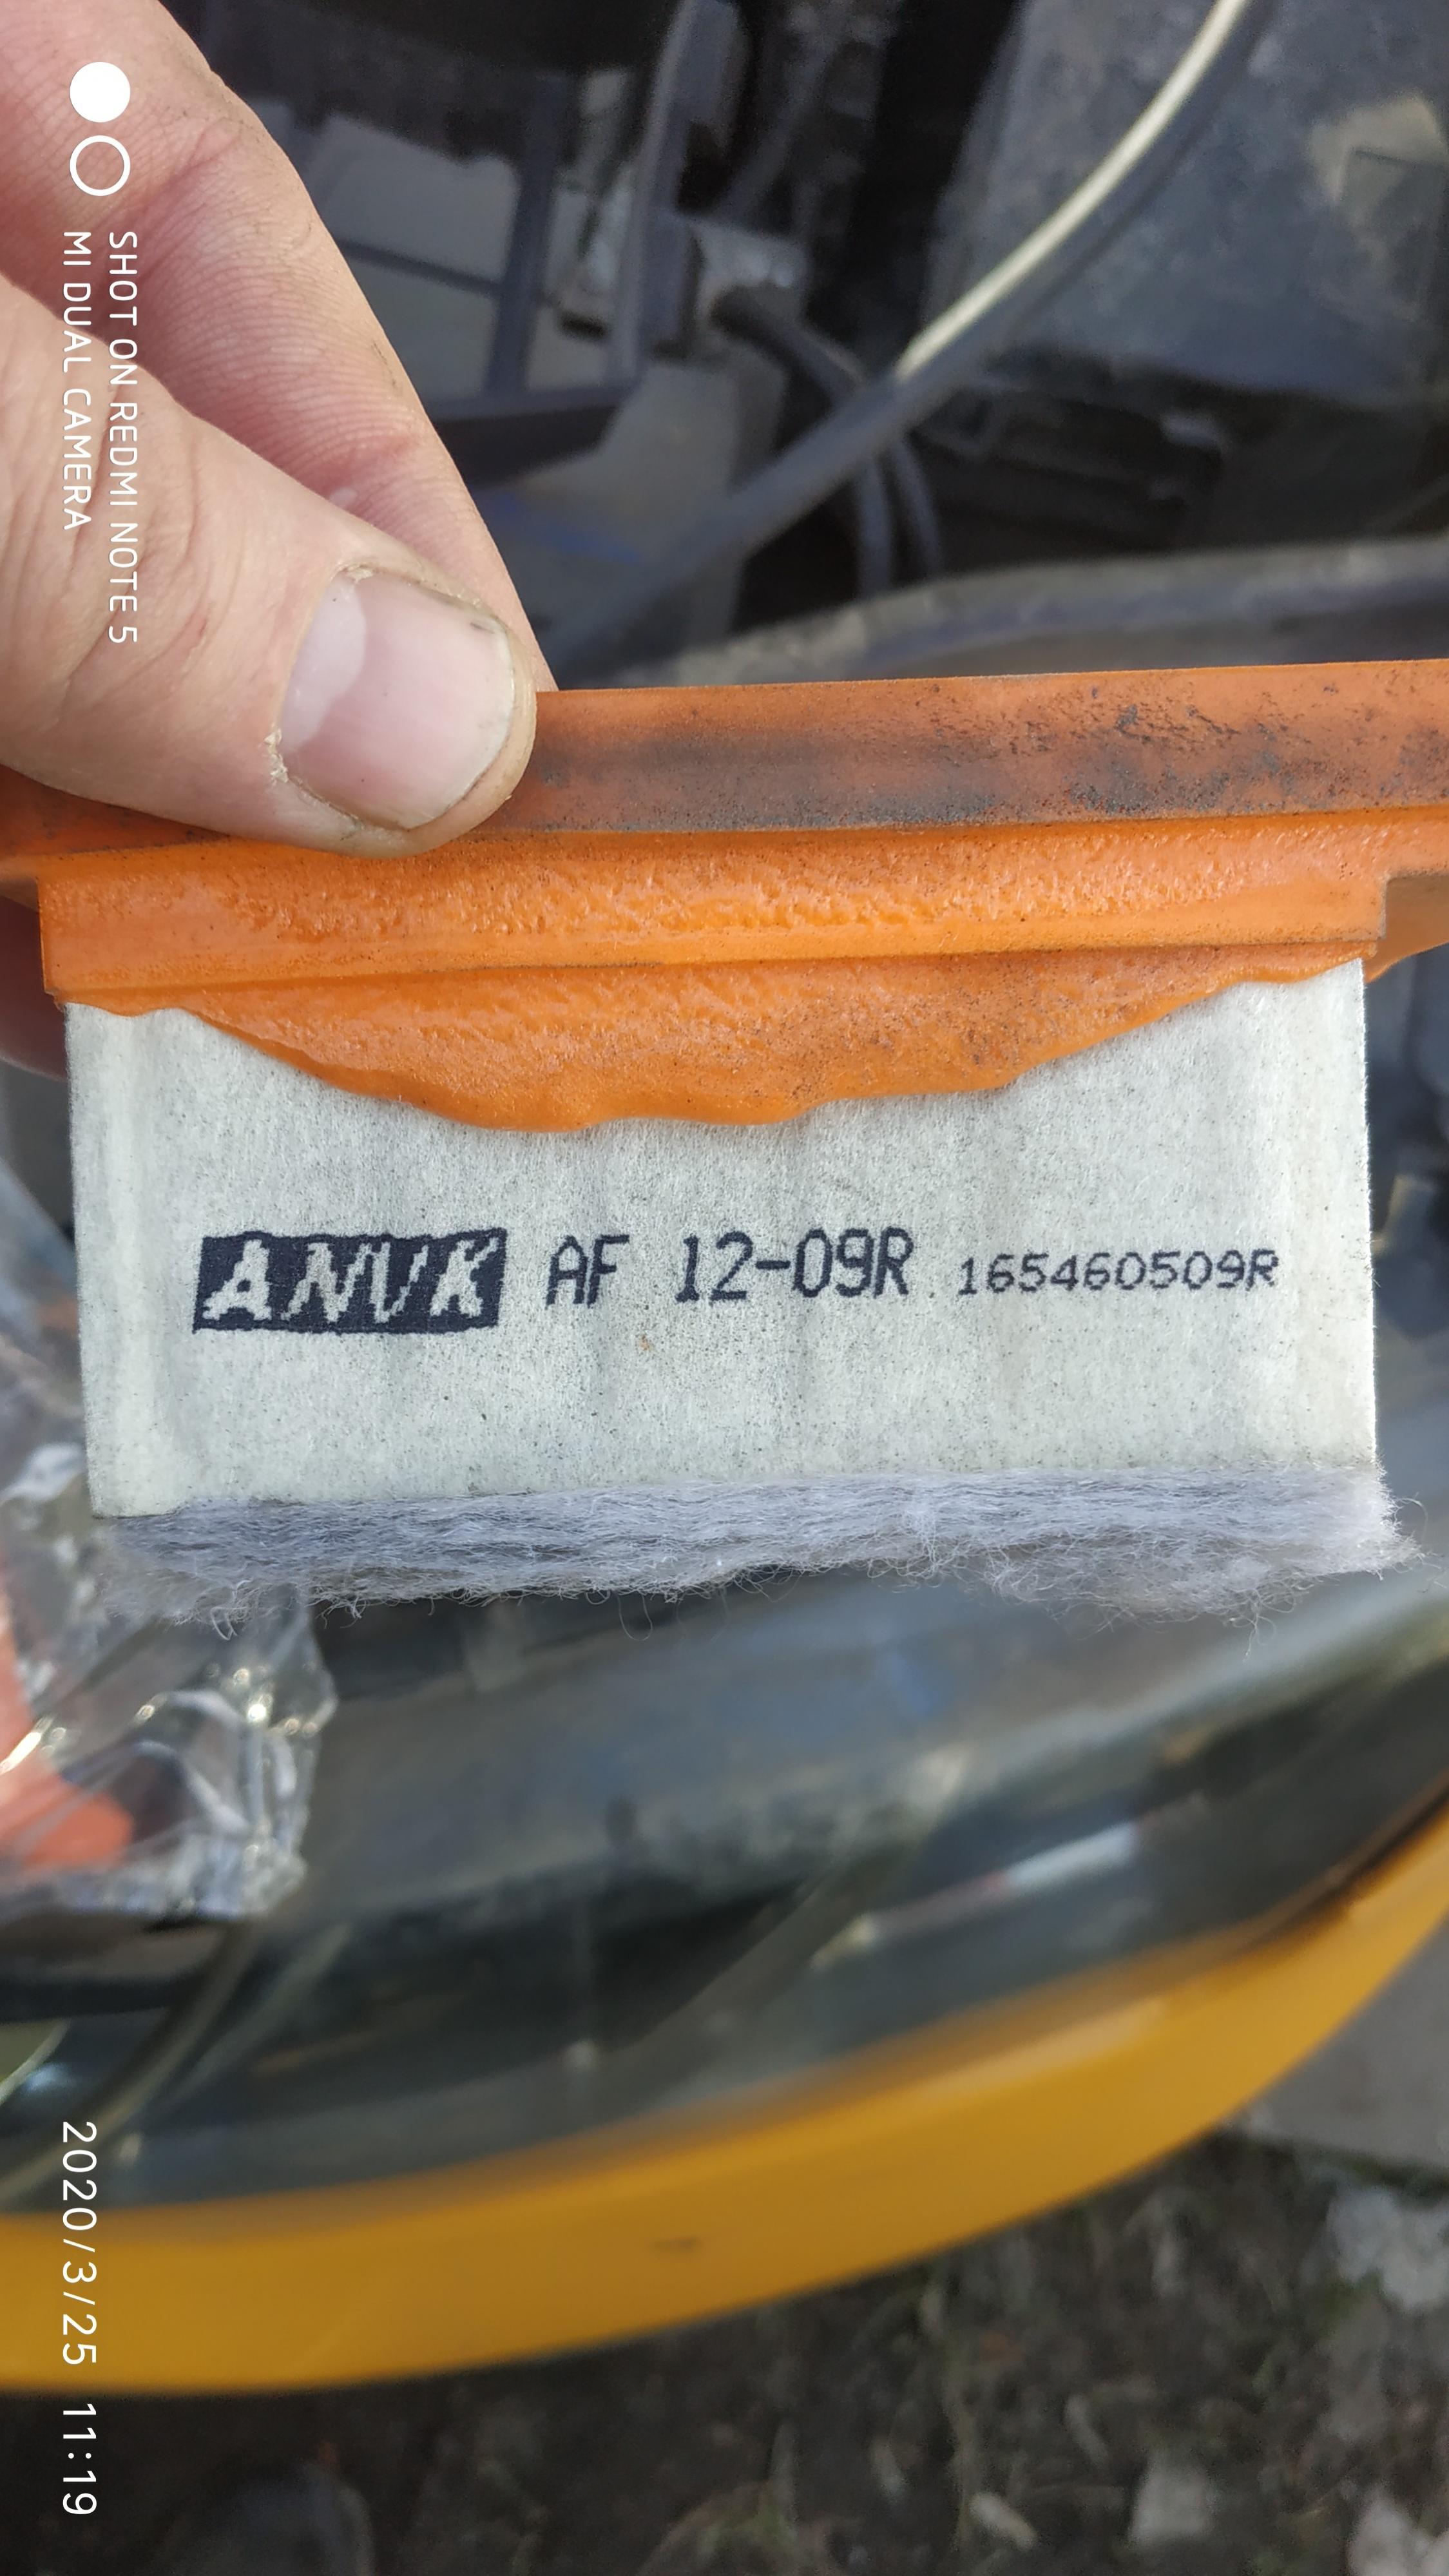 SHOT ON REDMI NOTE 5
MI DUAL CAMERA
ANVK AF 12-09R 165460509R
2020/3/25 11:19